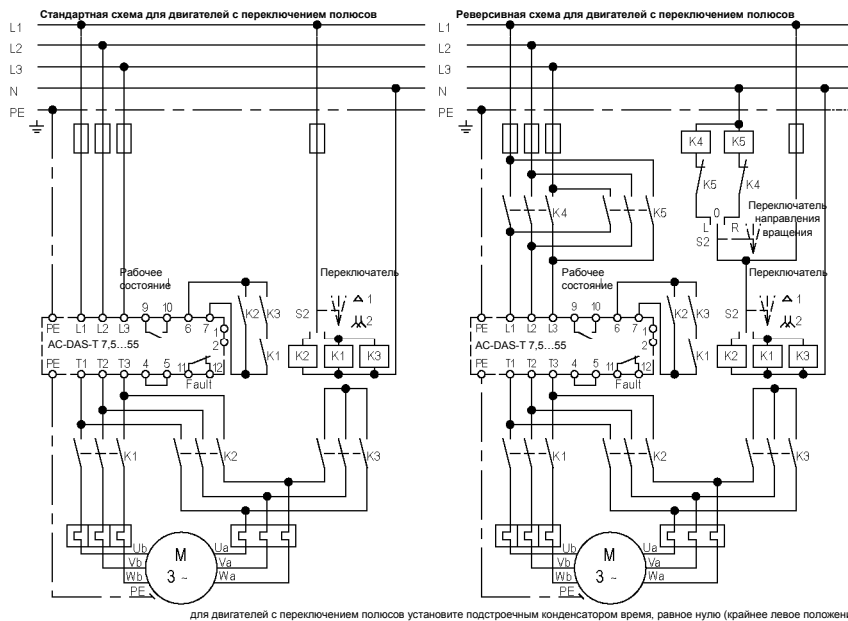 Стандартная схема для двигателей с переключением полюсов
L1
L2
L3
N
PE
Рабочее
состояние
Переключатель
9 10 6 7
S2
1
2
K2 K3
PE L1 L2 L3
1
2
AC-DAS-T 7,5...55
K1
K2 K1 K3
PE T1 T2 T3 4 5 11 12
Fault
K1
K2
K3
Ub
Vb
Wb
PE
M
3 ~
Ua
Va
Wa
Реверсивная схема для двигателей с переключением полюсов
L1
L2
L3
N
PE
K4 K5
K5 K4
K4 K5
Переключатель
направления
вращения
0
L R
S2
Рабочее
состояние
Переключатель
9 10 6 7
S2
1
2
K2 K3
PE L1 L2 L3
1
2
AC-DAS-T 7,5...55
K1
K2 K1 K3
PE T1 T2 T3 4 5 11 12
Fault
K1
K2
K3
Ub
Vb
Wb
PE
M
3 ~
Ua
Va
Wa
для двигателей с переключением полюсов установите подстроечным конденсатором время, равное нулю (крайнее левое положени